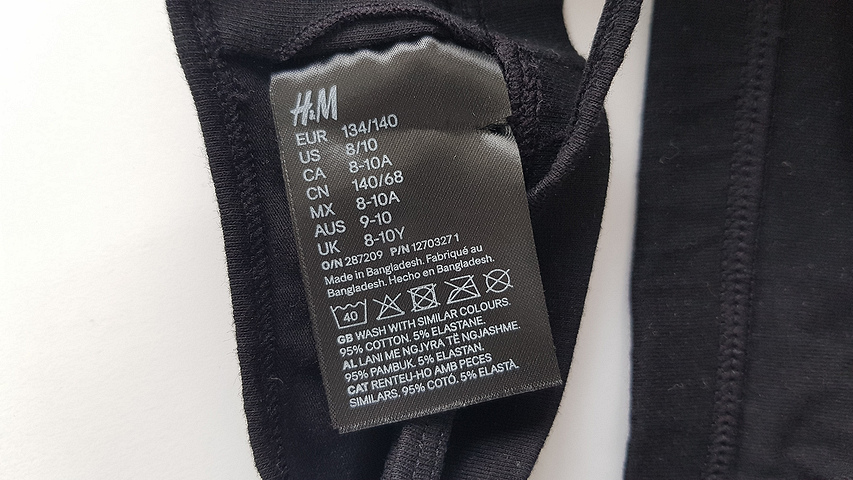 H&M
EUR 134/140
US 8/10
CA 8-10A
CN 140/68
MX 8-10A
AUS 9-10
UK 8-10Y
O/N 287209 P/N 1270327 1
Made in Bangladesh. Fabriqué au
Bangladesh. Hecho en Bangladesh.
40
GB WASH WITH SIMILAR COLOURS.
95% COTTON. 5% ELASTANE.
AL LANI ME NGJYRA TË NGJASHME.
95% PAMBUK. 5% ELASTAN.
CAT RENTEU-HO AMB PECES
SIMILARS. 95% COTÓ. 5% ELASTÀ.